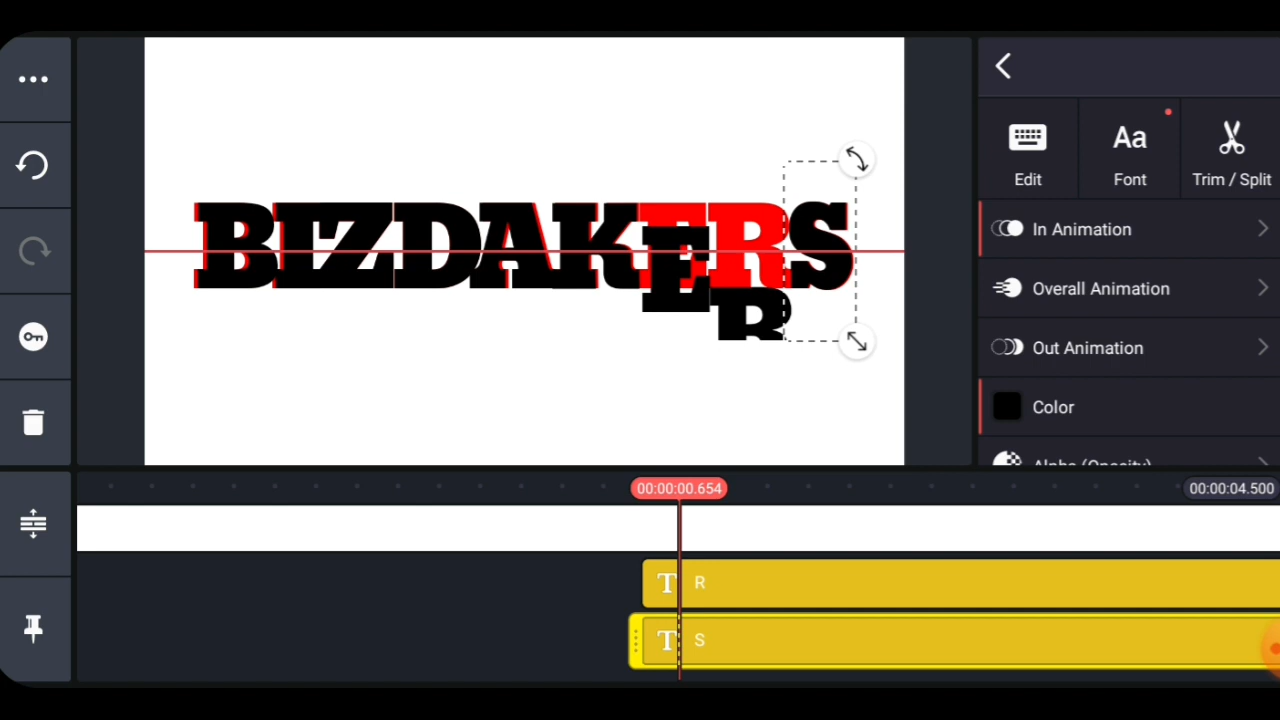 Edit
Font
Trim / Split
In Animation
Overall Animation
Out Animation
Color
Alpha (Opacity)
BIZDAKERS
E
R
00:00:00.654
00:00:04.500
T R
T S